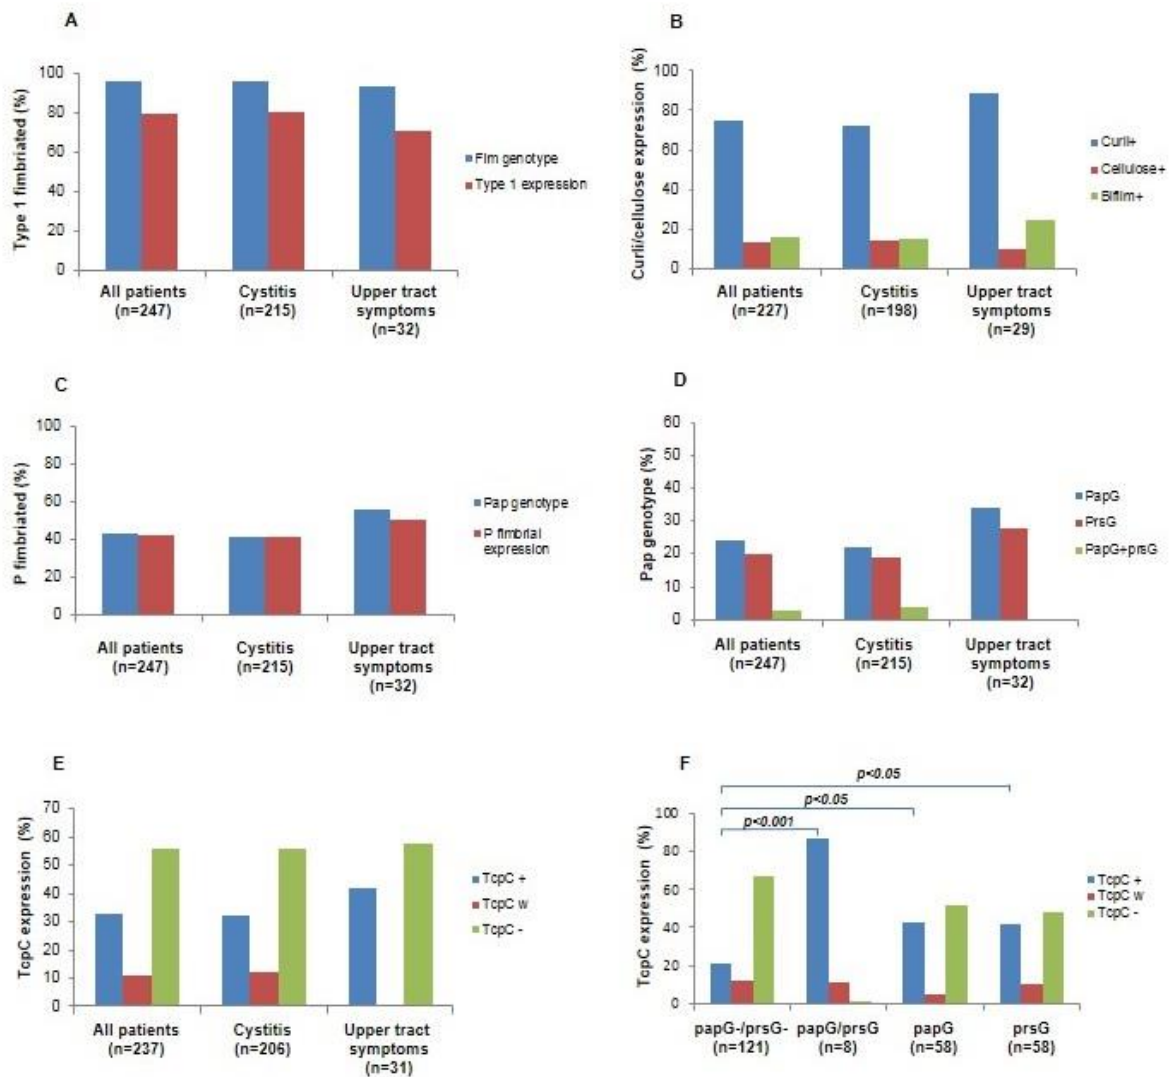 A
Type 1 fimbriated (%)
100
80
60
40
20
0
All patients
(n=247)
Cystitis
(n=215)
Upper tract
symptoms
(n=32)
Fim genotype
Type 1 expression
B
Curli/cellulose expression (%)
100
80
60
40
20
0
All patients
(n=227)
Cystitis
(n=198)
Upper tract
symptoms
(n=29)
Curli+
Cellulose+
Bifilm+
C
P fimbriated (%)
100
80
60
40
20
0
All patients
(n=247)
Cystitis
(n=215)
Upper tract
symptoms
(n=32)
Pap genotype
P fimbrial
expression
D
Pap genotype (%)
60
50
40
30
20
10
0
All patients
(n=247)
Cystitis
(n=215)
Upper tract
symptoms
(n=32)
PapG
PrsG
PapG+prsG
E
TcpC expression (%)
70
60
50
40
30
20
10
0
All patients
(n=237)
Cystitis
(n=206)
Upper tract
symptoms
(n=31)
TcpC +
TcpC w
TcpC -
F
p<0.05
p<0.05
p<0.001
TcpC expression (%)
100
80
60
40
20
0
papG-/prsG-
(n=121)
papG/prsG
(n=8)
papG
(n=58)
prsG
(n=58)
TcpC +
TcpC w
TcpC -